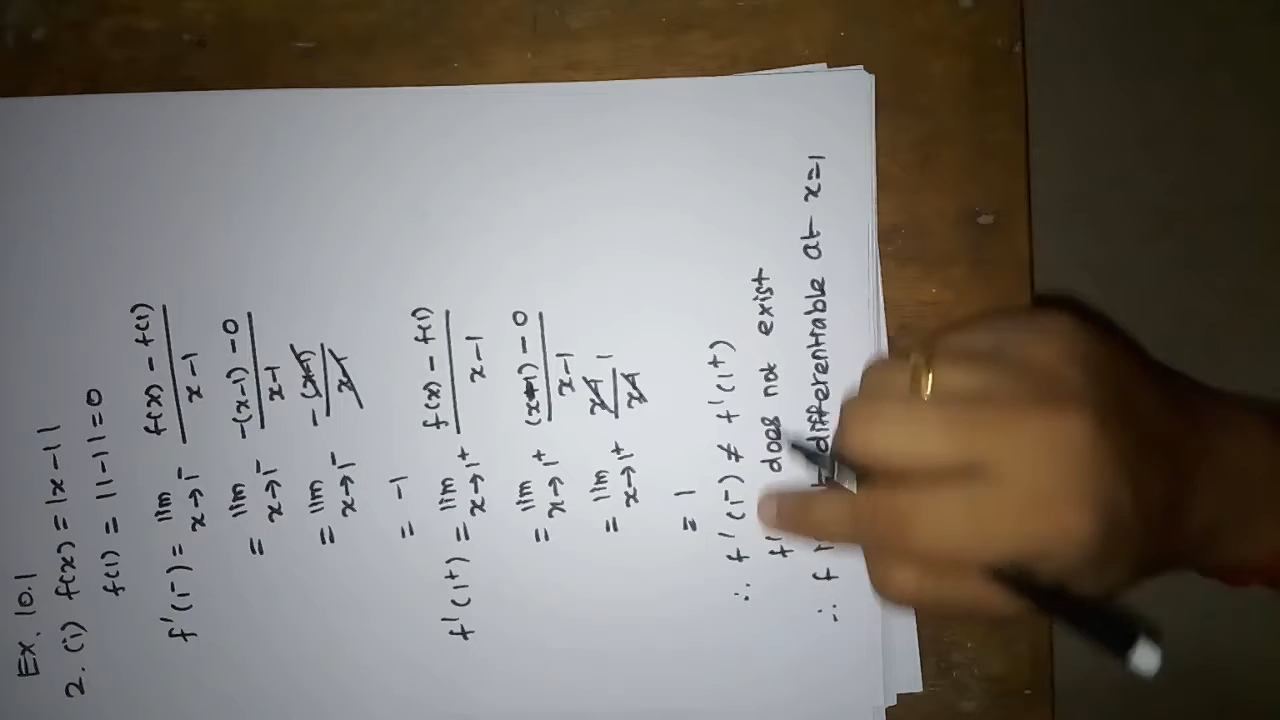 Ex. 10.1
2. (i) f(x) = |x-1|
f(1) = |1-1| = 0
f'(1⁻) = lim x→1⁻ f(x) - f(1) / x-1
= lim x→1⁻ -(x-1) - 0 / x-1
= lim x→1⁻ -(x-1) / x-1
= -1
f'(1⁺) = lim x→1⁺ f(x) - f(1) / x-1
= lim x→1⁺ (x-1) - 0 / x-1
= lim x→1⁺ x-1 / x-1
= 1
∴ f'(1⁻) ≠ f'(1⁺)
f' does not exist
∴ f differentiable at x=1